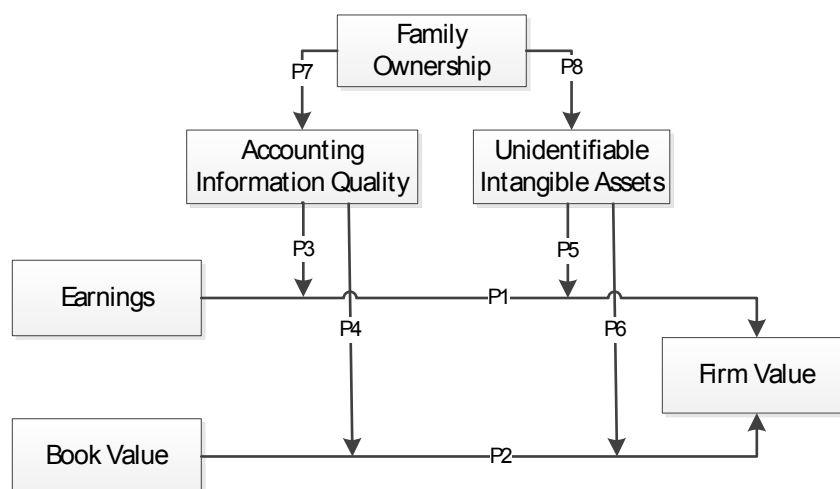 Family
Ownership
P7
P8
Accounting
Information Quality
Unidentifiable
Intangible Assets
P3
P5
Earnings
P1
P4
P6
Firm Value
Book Value
P2